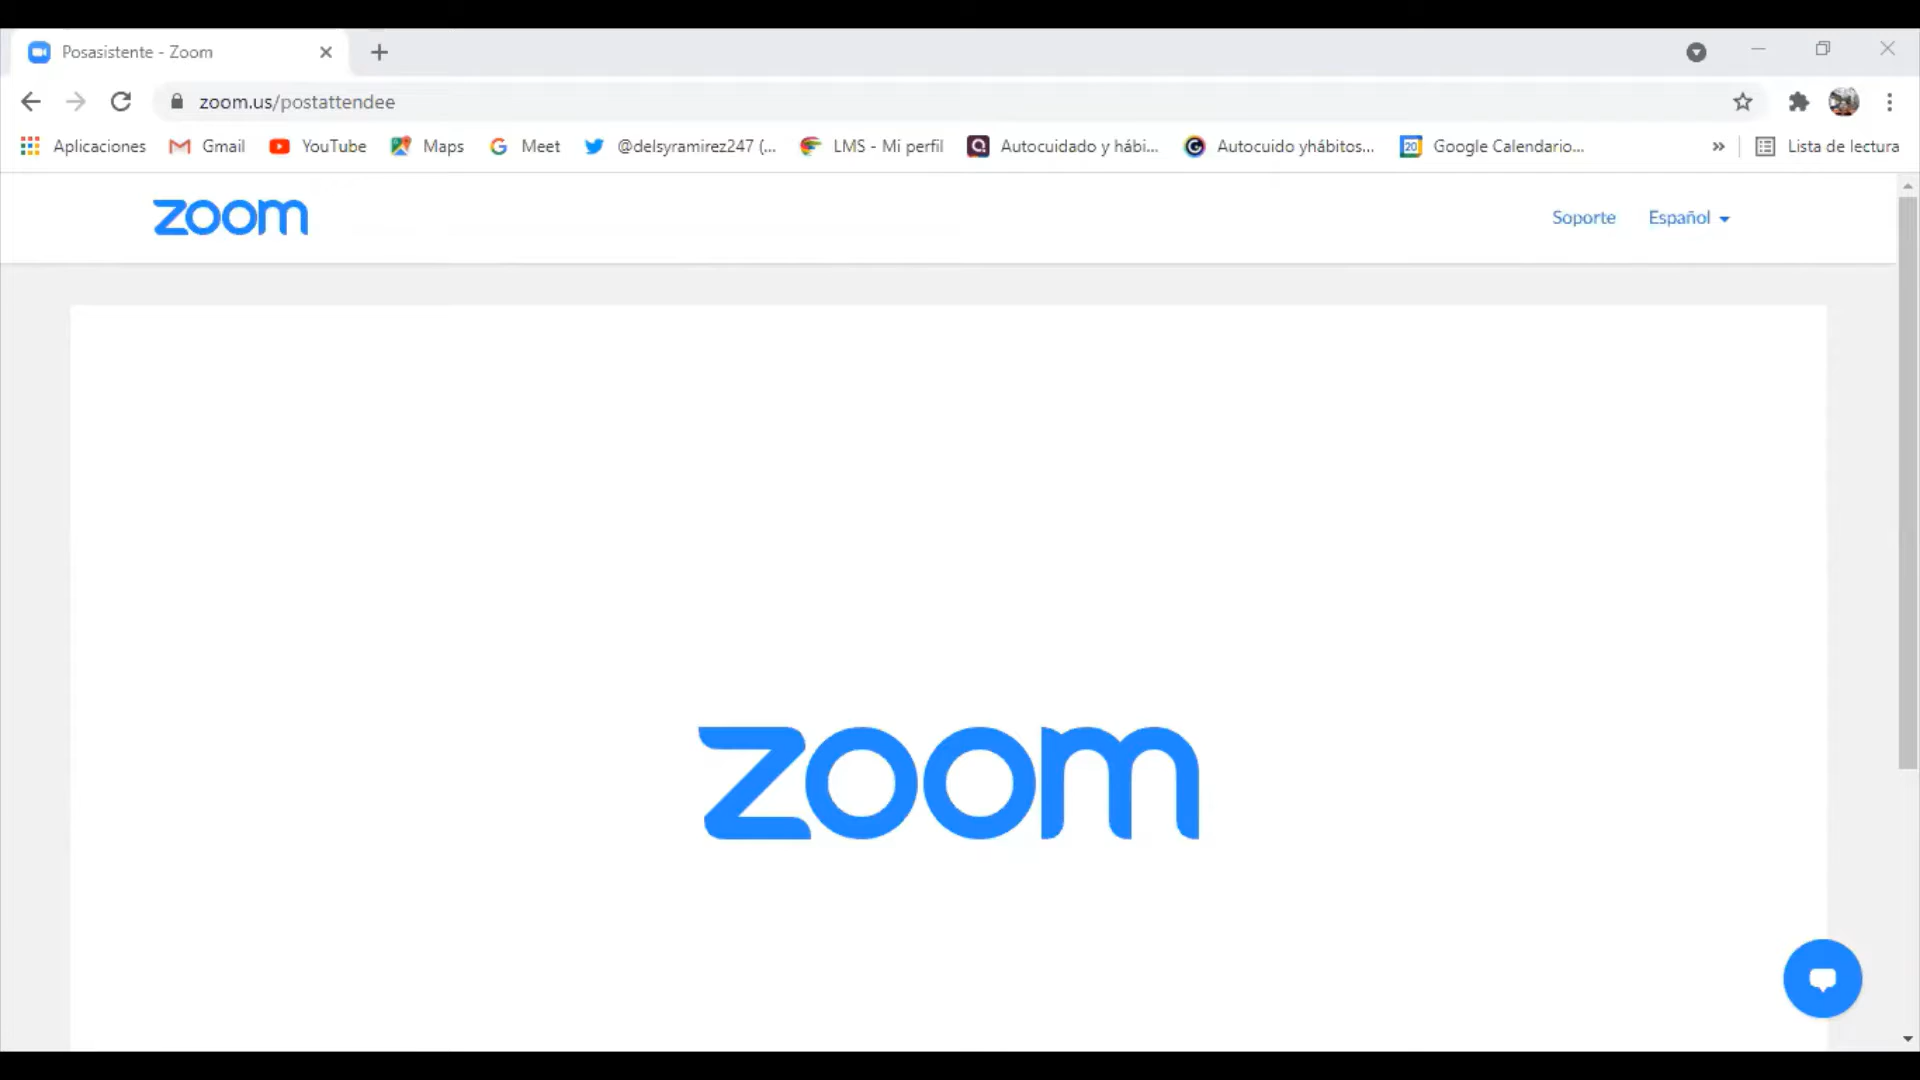 Posasistente - Zoom
zoom.us/postattendee
Aplicaciones Gmail YouTube Maps Meet @delsyramirez247 (... LMS - Mi perfil Autocuidado y hábi... Autocuido yhábitos... 20 Google Calendario... » Lista de lectura
zoom Soporte Español
zoom